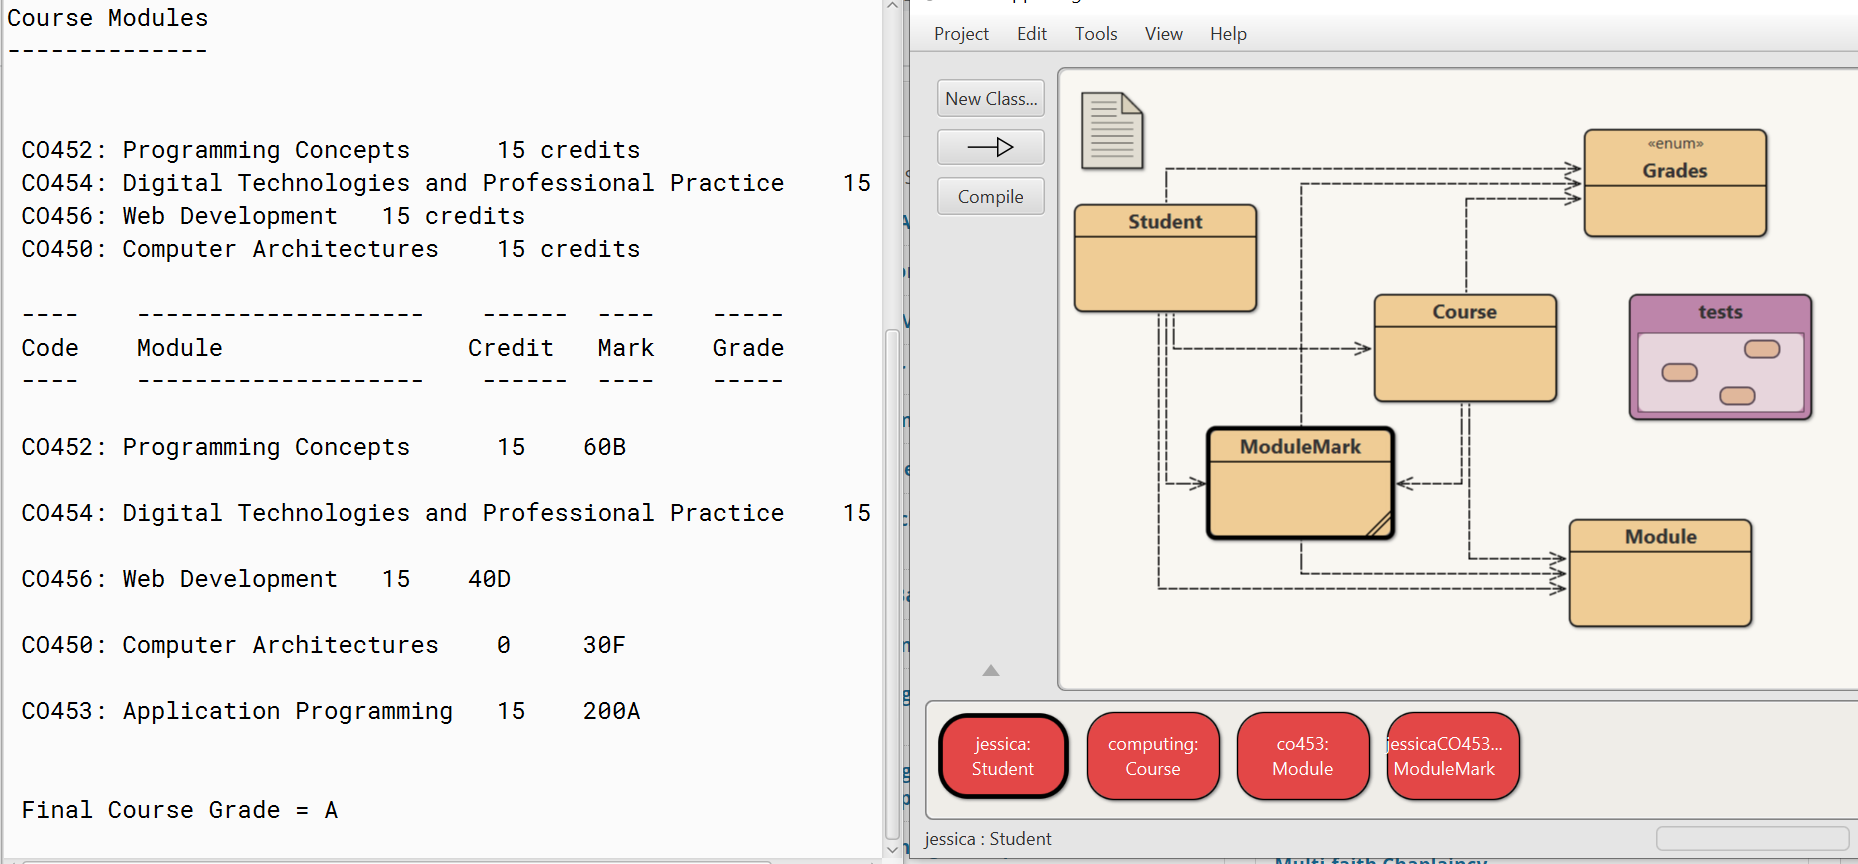 Course Modules
--------------
CO452: Programming Concepts 15 credits
CO454: Digital Technologies and Professional Practice 15
CO456: Web Development 15 credits
CO450: Computer Architectures 15 credits
---- -------------------- ------ ---- -----
Code Module Credit Mark Grade
---- -------------------- ------ ---- -----
CO452: Programming Concepts 15 60B
CO454: Digital Technologies and Professional Practice 15
CO456: Web Development 15 40D
CO450: Computer Architectures 0 30F
CO453: Application Programming 15 200A
Final Course Grade = A
Project Edit Tools View Help
New Class...
Compile
«enum»
Grades
Student
Course
tests
ModuleMark
Module
jessica:
Student
computing:
Course
co453:
Module
jessicaCO453...
ModuleMark
jessica : Student